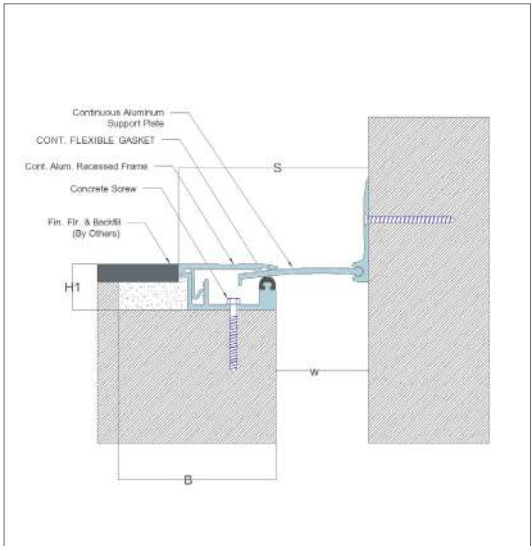 Continuous Aluminum
Support Plate
CONT. FLEXIBLE GASKET
Cont. Alum. Recessed Frame
Concrete Screw
S
Fin. Flr. & Backfill
(By Others)
H1
w
B